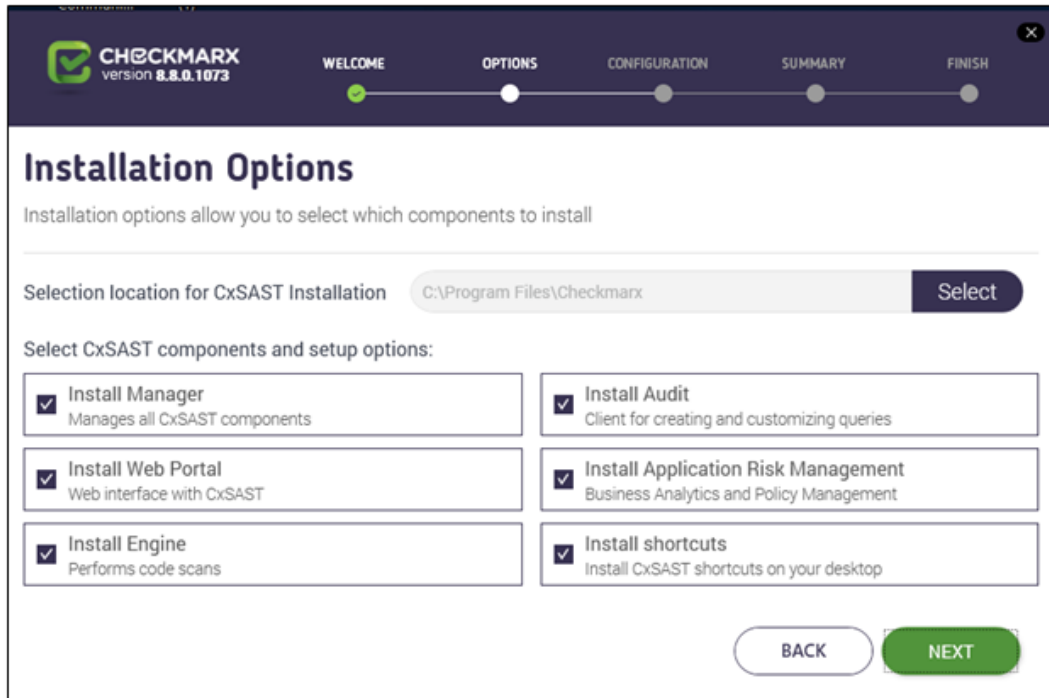 CHECKMARX
version 8.8.0.1073
WELCOME
OPTIONS
CONFIGURATION
SUMMARY
FINISH
Installation Options
Installation options allow you to select which components to install
Selection location for CxSAST Installation
C:\Program Files\Checkmarx
Select
Select CxSAST components and setup options:
Install Manager
Manages all CxSAST components
Install Audit
Client for creating and customizing queries
Install Web Portal
Web interface with CxSAST
Install Application Risk Management
Business Analytics and Policy Management
Install Engine
Performs code scans
Install shortcuts
Install CxSAST shortcuts on your desktop
BACK
NEXT